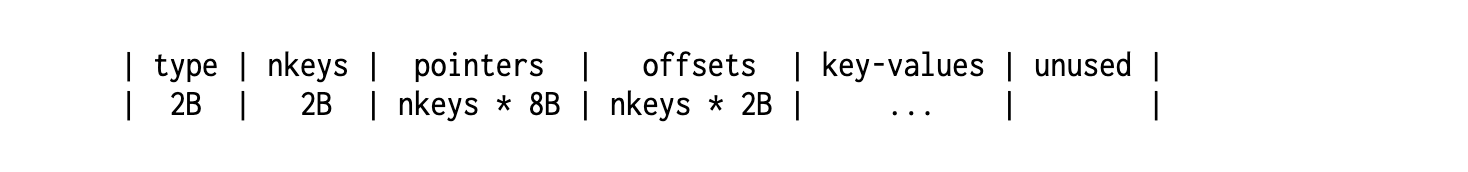 | type | nkeys |  pointers  |   offsets  | key-values | unused |
|  2B  |   2B  | nkeys * 8B | nkeys * 2B |     ...    |        |